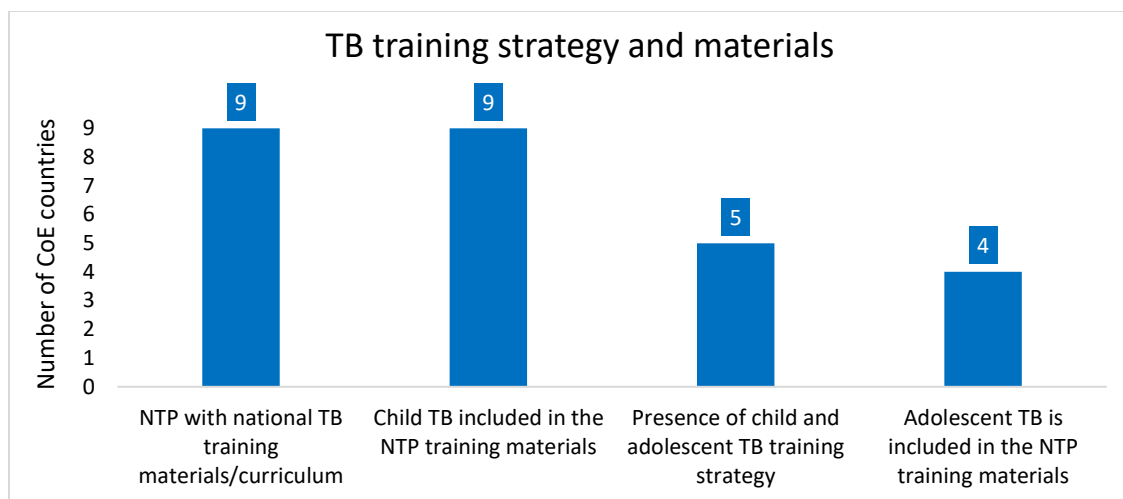 TB training strategy and materials
Number of CoE countries
9
8
7
6
5
4
3
2
1
0
9
9
5
4
NTP with national TB
training
materials/curriculum
Child TB included in the
NTP training materials
Presence of child and
adolescent TB training
strategy
Adolescent TB is
included in the NTP
training materials